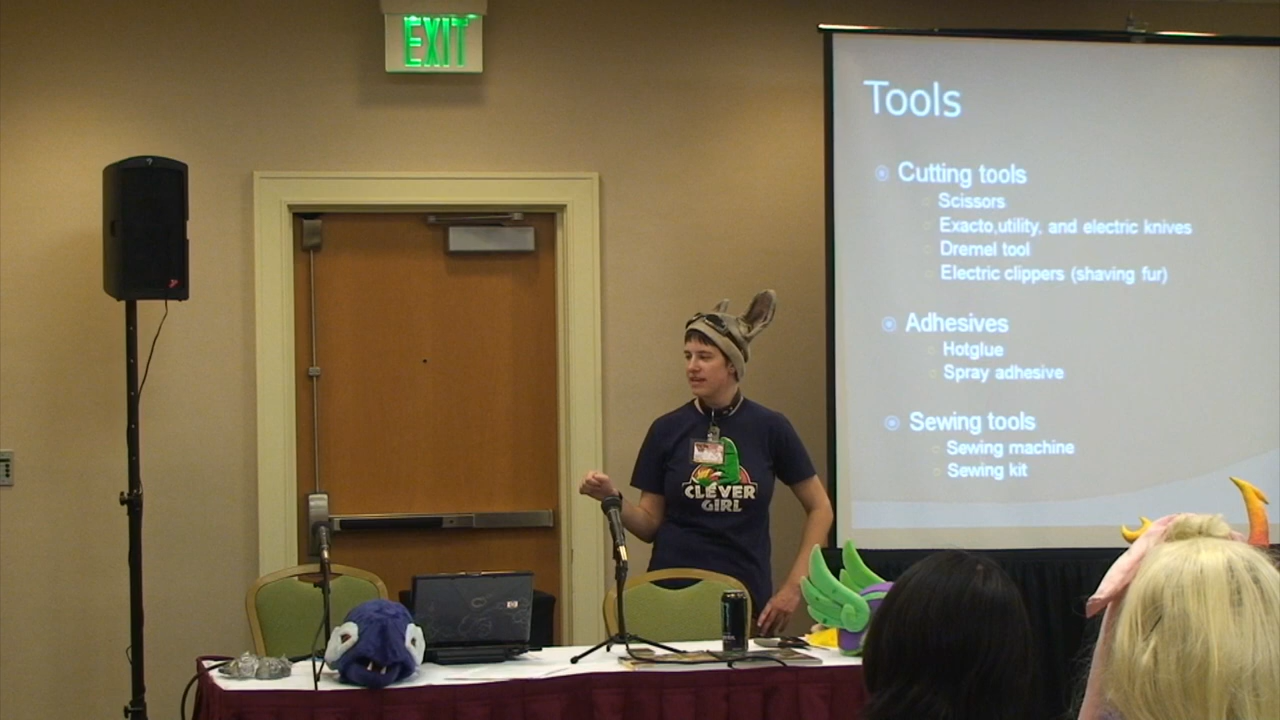 EXIT
Tools
Cutting tools
Scissors
Exacto,utility, and electric knives
Dremel tool
Electric clippers (shaving fur)
Adhesives
Hotglue
Spray adhesive
Sewing tools
Sewing machine
Sewing kit
CLEVER
GIRL
hp